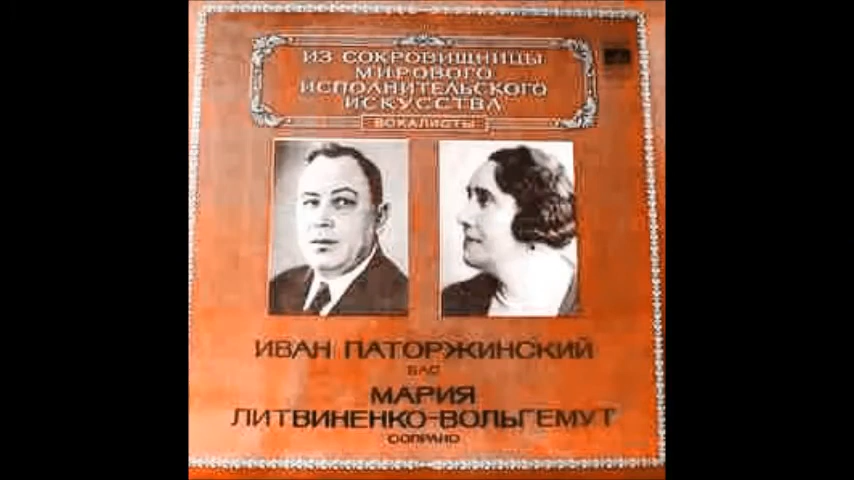 ИЗ СОКРОВИЩНИЦЫ
МИРОВОГО
ИСПОЛНИТЕЛЬСКОГО
ИСКУССТВА
ВОКАЛИСТЫ
ИВАН ПАТОРЖИНСКИЙ
БАС
МАРИЯ
ЛИТВИНЕНКО-ВОЛЬГЕМУТ
СОПРАНО